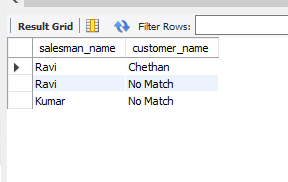 Result Grid Filter Rows:
salesman_name customer_name
Ravi Chethan
Ravi No Match
Kumar No Match